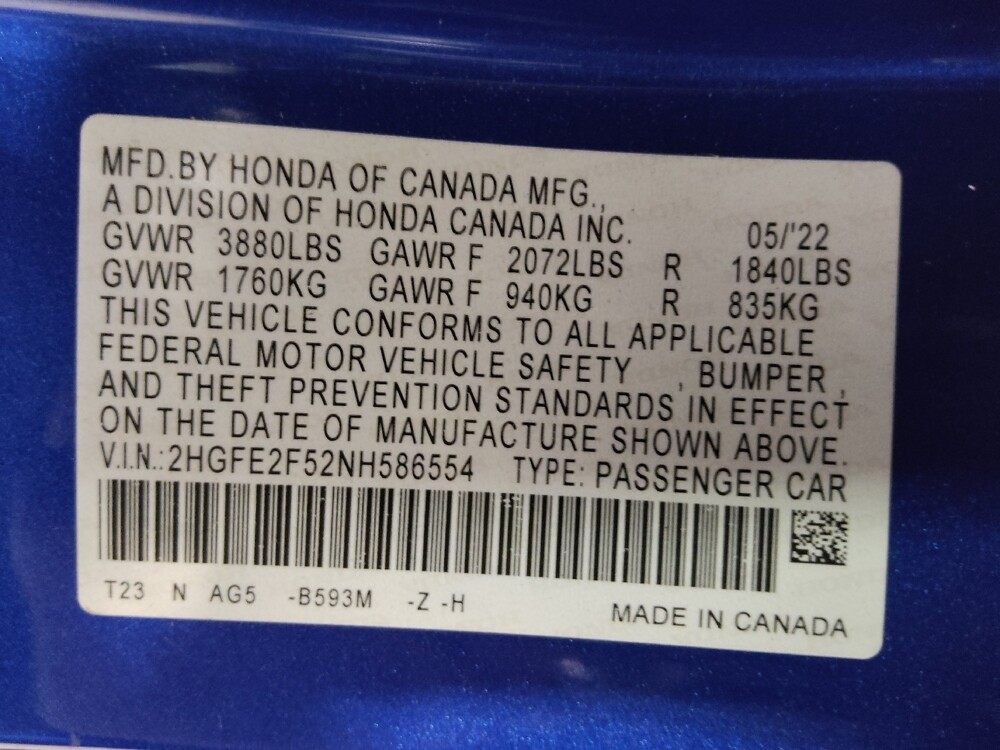 MFD.BY HONDA OF CANADA MFG.,
A DIVISION OF HONDA CANADA INC. 05/'22
GVWR 3880LBS GAWR F 2072LBS R 1840LBS
GVWR 1760KG GAWR F 940KG R 835KG
THIS VEHICLE CONFORMS TO ALL APPLICABLE
FEDERAL MOTOR VEHICLE SAFETY , BUMPER ,
AND THEFT PREVENTION STANDARDS IN EFFECT
ON THE DATE OF MANUFACTURE SHOWN ABOVE.
V.I.N.:2HGFE2F52NH586554 TYPE: PASSENGER CAR
T23 N AG5 -B593M -Z -H MADE IN CANADA